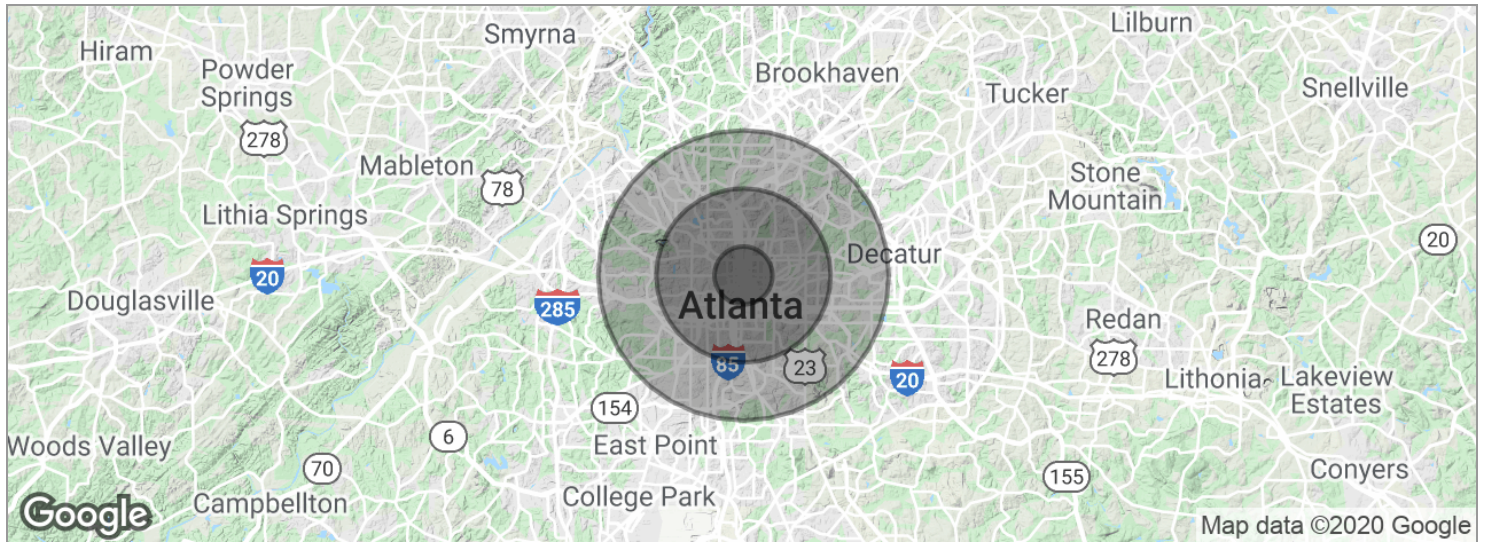 Lilburn
Smyrna
Hiram
Powder
Springs
Brookhaven
Tucker
Snellville
278
Mableton
78
Stone
Mountain
Lithia Springs
20
Decatur
20
Douglasville
285
Atlanta
Redan
278
85
23
20
Lithonia
Lakeview
Estates
154
6
East Point
Woods Valley
70
155
Conyers
Campbellton
College Park
Google
Map data ©2020 Google